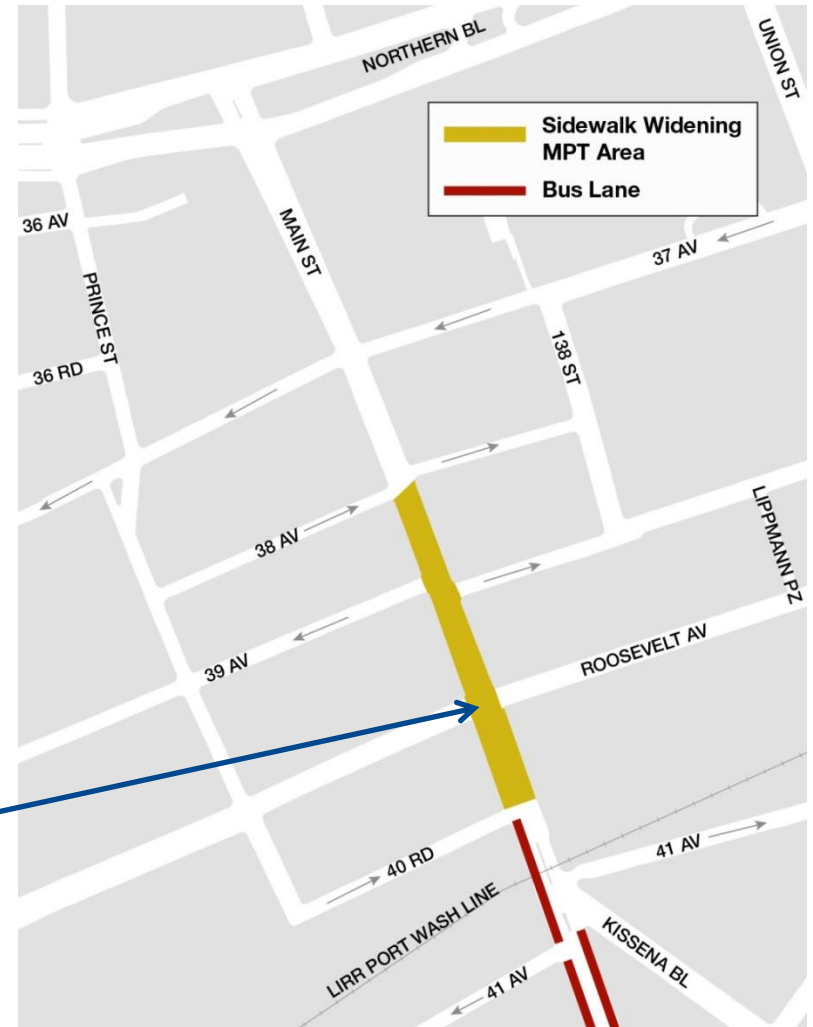 NORTHERN BL
UNION ST
Sidewalk Widening
MPT Area
Bus Lane
36 AV
MAIN ST
37 AV
PRINCE ST
138 ST
36 RD
38 AV
LIPPMANN PZ
39 AV
ROOSEVELT AV
40 RD
41 AV
LIRR PORT WASH LINE
KISSENA BL
41 AV